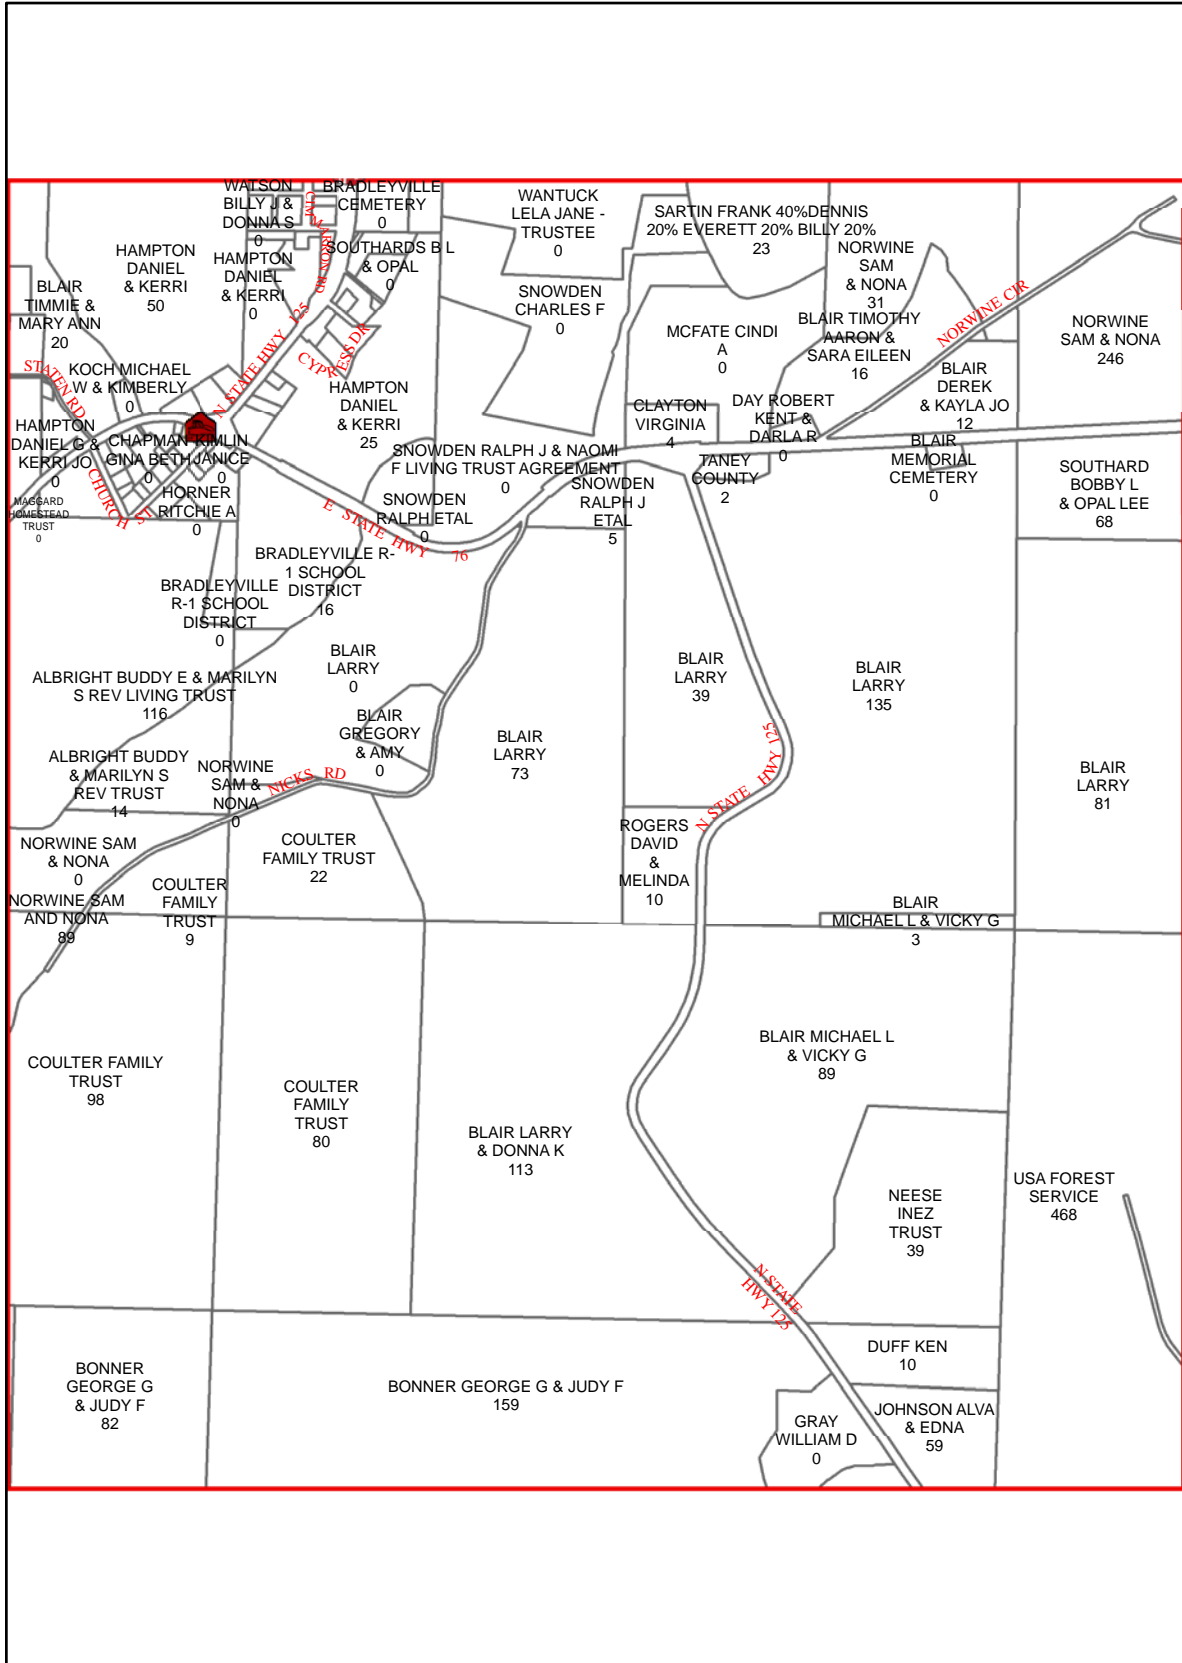 WATSON
BILLY J &
DONNA S
0
BRADLEYVILLE
CEMETERY
0
WANTUCK
LELA JANE -
TRUSTEE
0
SARTIN FRANK 40%DENNIS
20% EVERETT 20% BILLY 20%
23
HAMPTON
DANIEL
& KERRI
50
HAMPTON
DANIEL
& KERRI
0
CIMARRON RD
SOUTHARDS B L
& OPAL
0
NORWINE
SAM
& NONA
31
BLAIR
TIMMIE &
MARY ANN
20
SNOWDEN
CHARLES F
0
MCFATE CINDI
A
0
BLAIR TIMOTHY
AARON &
SARA EILEEN
16
NORWINE CIR
NORWINE
SAM & NONA
246
N STATE HWY 125
CYPRESS DR
STATEN RD
KOCH MICHAEL
W & KIMBERLY
0
HAMPTON
DANIEL
& KERRI
25
BLAIR
DEREK
& KAYLA JO
12
CLAYTON
VIRGINIA
4
DAY ROBERT
KENT &
DARLA R
0
HAMPTON
DANIEL G &
KERRI JO
0
CHAPMAN
GINA BETH
0
KIMLIN
JANICE
0
SNOWDEN RALPH J & NAOMI
F LIVING TRUST AGREEMENT
0
TANEY
COUNTY
2
BLAIR
MEMORIAL
CEMETERY
0
SOUTHARD
BOBBY L
& OPAL LEE
68
CHURCH ST
HORNER
RITCHIE A
0
MAGGARD
HOMESTEAD
TRUST
0
SNOWDEN
RALPH ETAL
0
SNOWDEN
RALPH J
ETAL
5
E STATE HWY 76
BRADLEYVILLE R-
1 SCHOOL
DISTRICT
16
BRADLEYVILLE
R-1 SCHOOL
DISTRICT
0
BLAIR
LARRY
0
BLAIR
LARRY
39
BLAIR
LARRY
135
ALBRIGHT BUDDY E & MARILYN
S REV LIVING TRUST
116
BLAIR
GREGORY
& AMY
0
BLAIR
LARRY
73
N STATE HWY 125
ALBRIGHT BUDDY
& MARILYN S
REV TRUST
14
NORWINE
SAM &
NONA
0
NICKS RD
BLAIR
LARRY
81
NORWINE SAM
& NONA
0
COULTER
FAMILY TRUST
22
ROGERS
DAVID
&
MELINDA
10
NORWINE SAM
AND NONA
89
COULTER
FAMILY
TRUST
9
BLAIR
MICHAEL L & VICKY G
3
COULTER FAMILY
TRUST
98
COULTER
FAMILY
TRUST
80
BLAIR MICHAEL L
& VICKY G
89
BLAIR LARRY
& DONNA K
113
NEESE
INEZ
TRUST
39
USA FOREST
SERVICE
468
N STATE
HWY 125
DUFF KEN
10
BONNER
GEORGE G
& JUDY F
82
BONNER GEORGE G & JUDY F
159
GRAY
WILLIAM D
0
JOHNSON ALVA
& EDNA
59